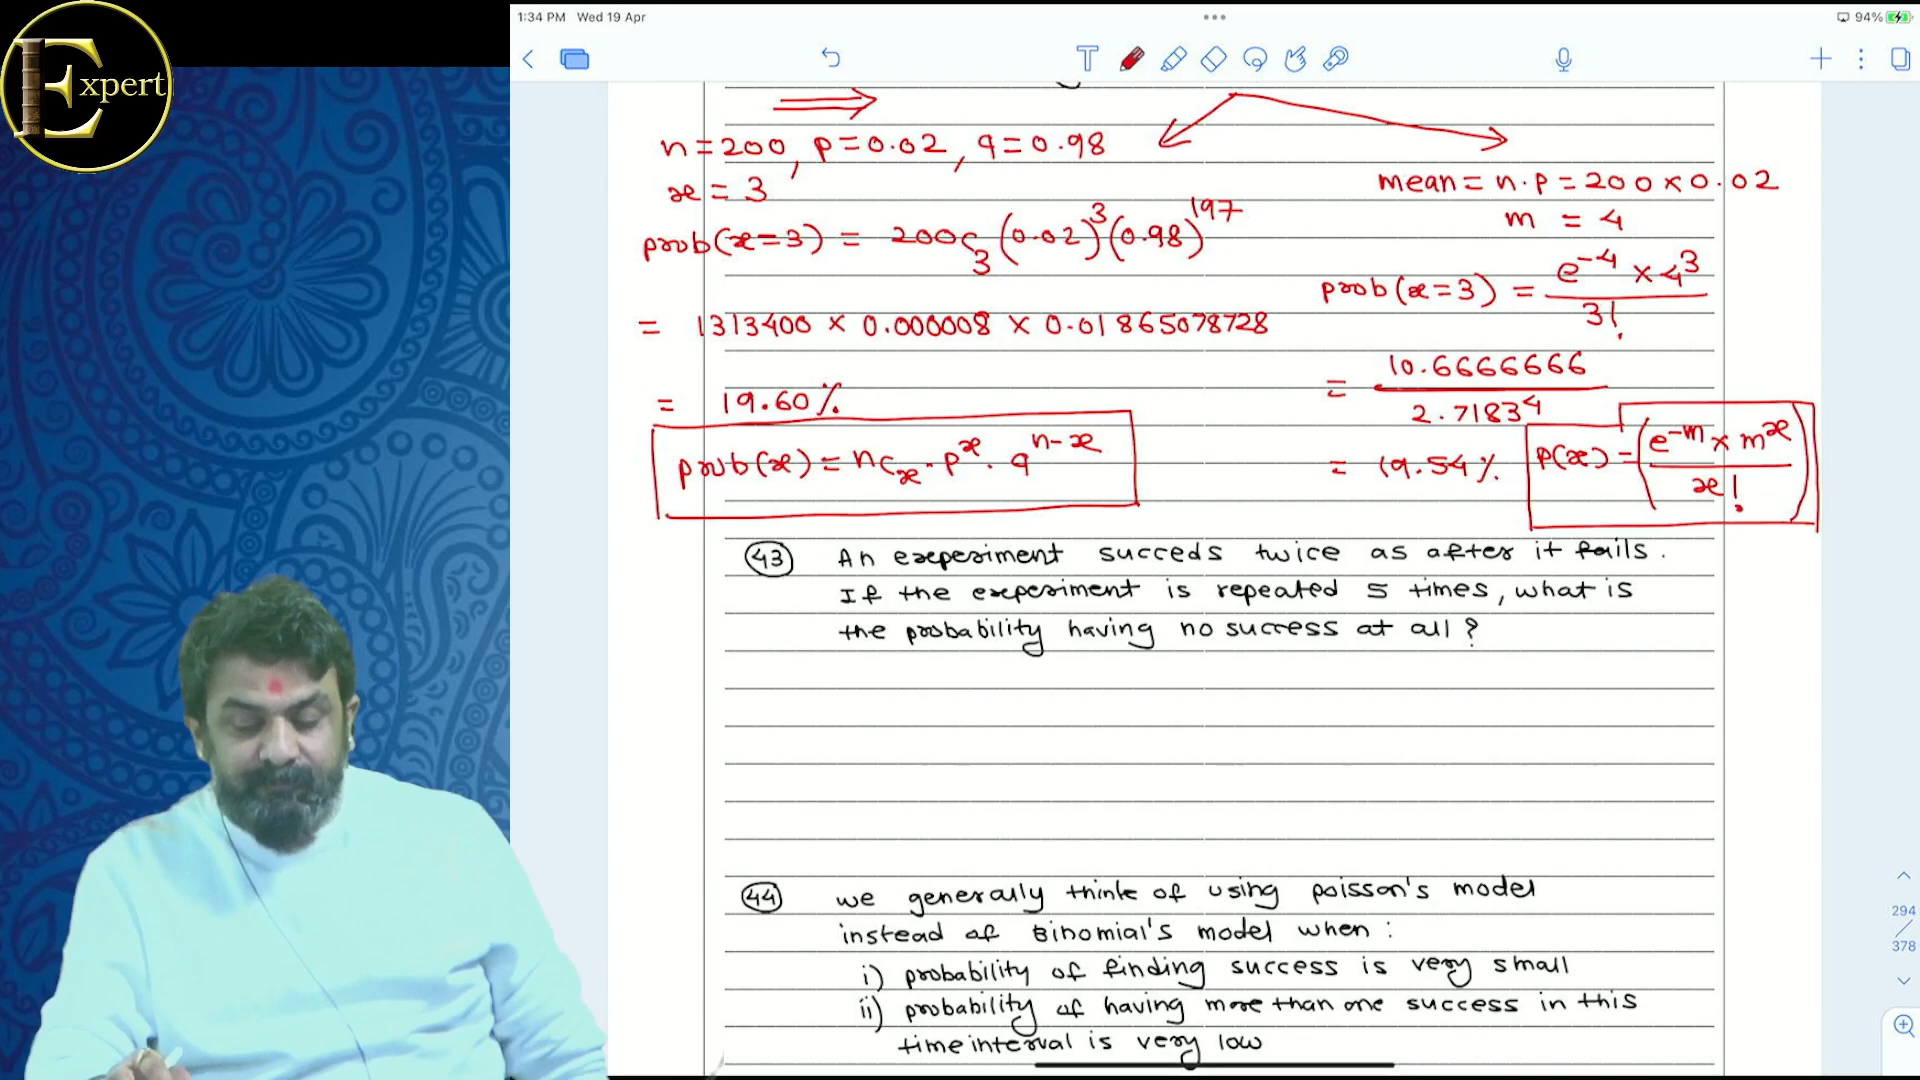 Expert
1:34 PM Wed 19 Apr
94%
n=200, p=0.02, q=0.98
x=3
prob(x=3) = 200C3 (0.02)^3 (0.98)^197
= 1313400 × 0.000008 × 0.01865078728
= 19.60%
prob(x) = nCx · p^x · q^n-x
mean = n.p = 200×0.02
m = 4
prob(x=3) = e^-4 × 4^3 / 3!
= 10.6666666 / 2.7183^4
= 19.54%
P(x) = (e^-m × m^x / x!)
43 An experiment succeds twice as after it fails.
If the experiment is repeated 5 times, what is
the probability having no success at all?
44 we generally think of using poisson's model
instead of Binomial's model when:
i) probability of finding success is very small
ii) probability of having more than one success in this
time interval is very low
294
378